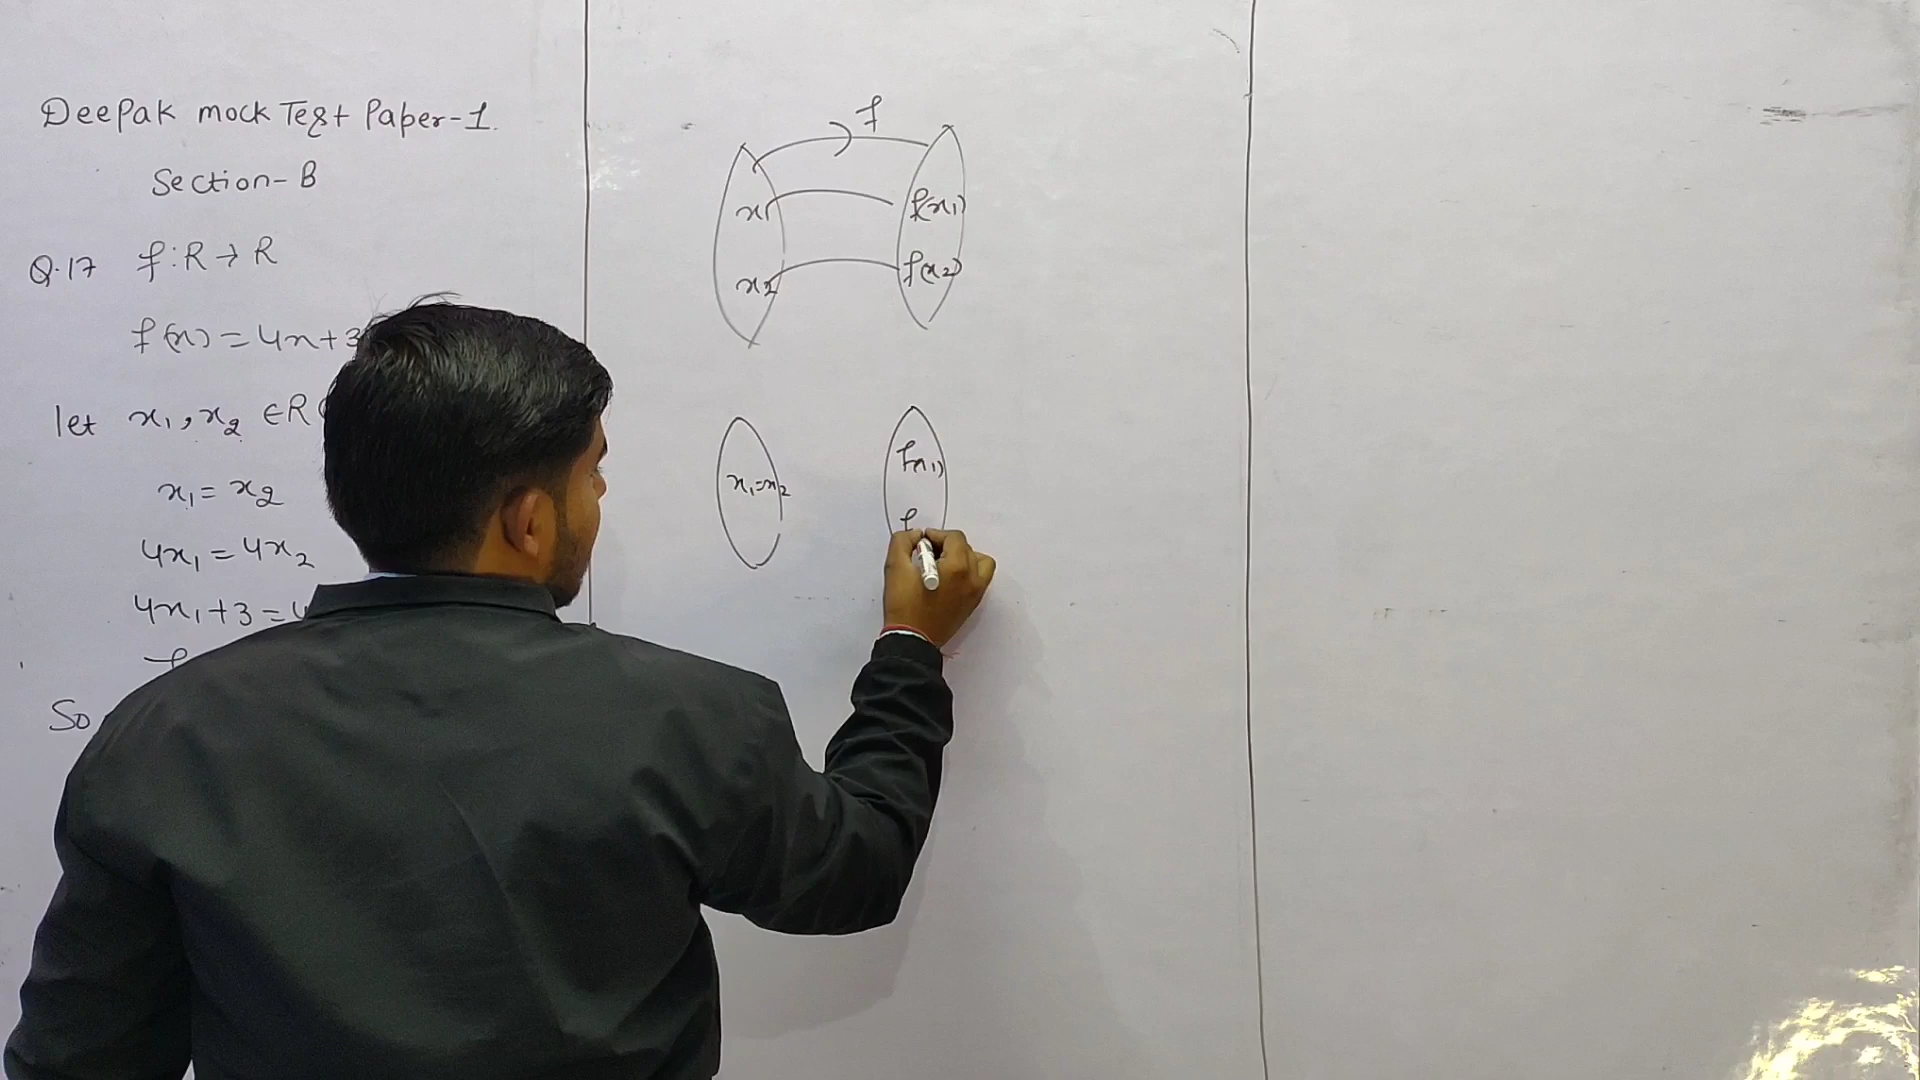 Deepak mock Test Paper-1.
Section-B
Q.17 f:R→R
f(x)=4x+3
let x₁,x₂ ∈R
x₁=x₂
4x₁=4x₂
4x₁+3=4
f
So
f
x₁ f(x₁)
x₂ f(x₂)
x₁=x₂ f(x₁)
f